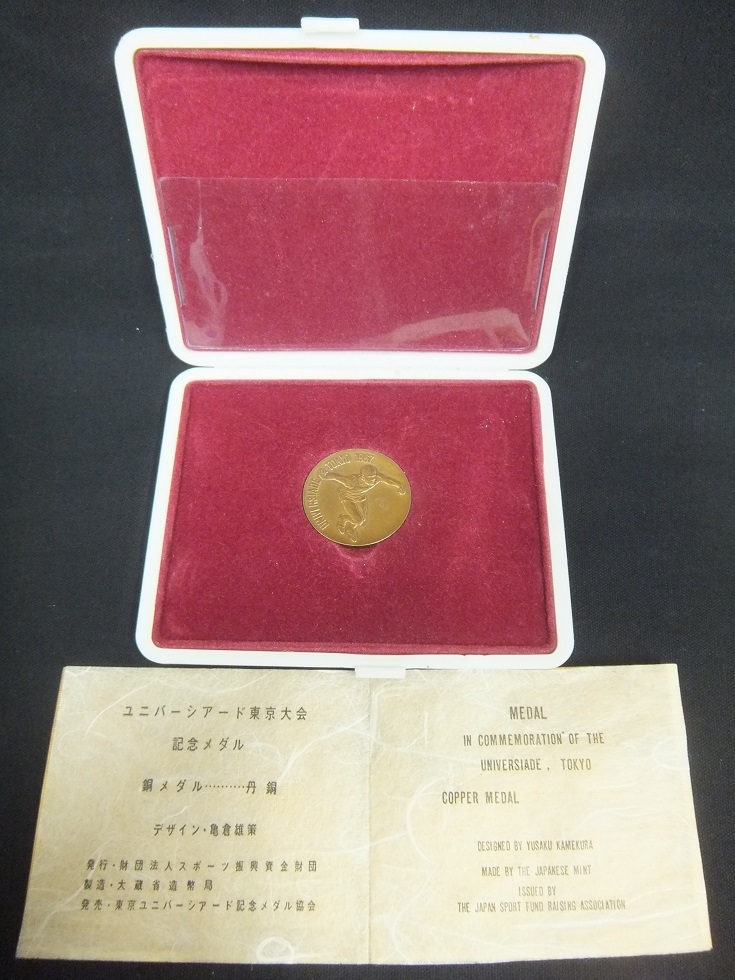 UNIVERSIADE TOKYO 1967
ユニバーシアード東京大会
記念メダル
銅メダル‥‥‥‥‥丹銅
デザイン・亀倉雄策
発行・財団法人スポーツ振興資金財団
製造・大蔵省造幣局
発売・東京ユニバーシアード記念メダル協会
MEDAL
IN COMMEMORATION OF THE
UNIVERSIADE, TOKYO
COPPER MEDAL
DESIGNED BY YUSAKU KAMEKURA
MADE BY THE JAPANESE MINT
ISSUED BY
THE JAPAN SPORT FUND RAISING ASSOCIATION